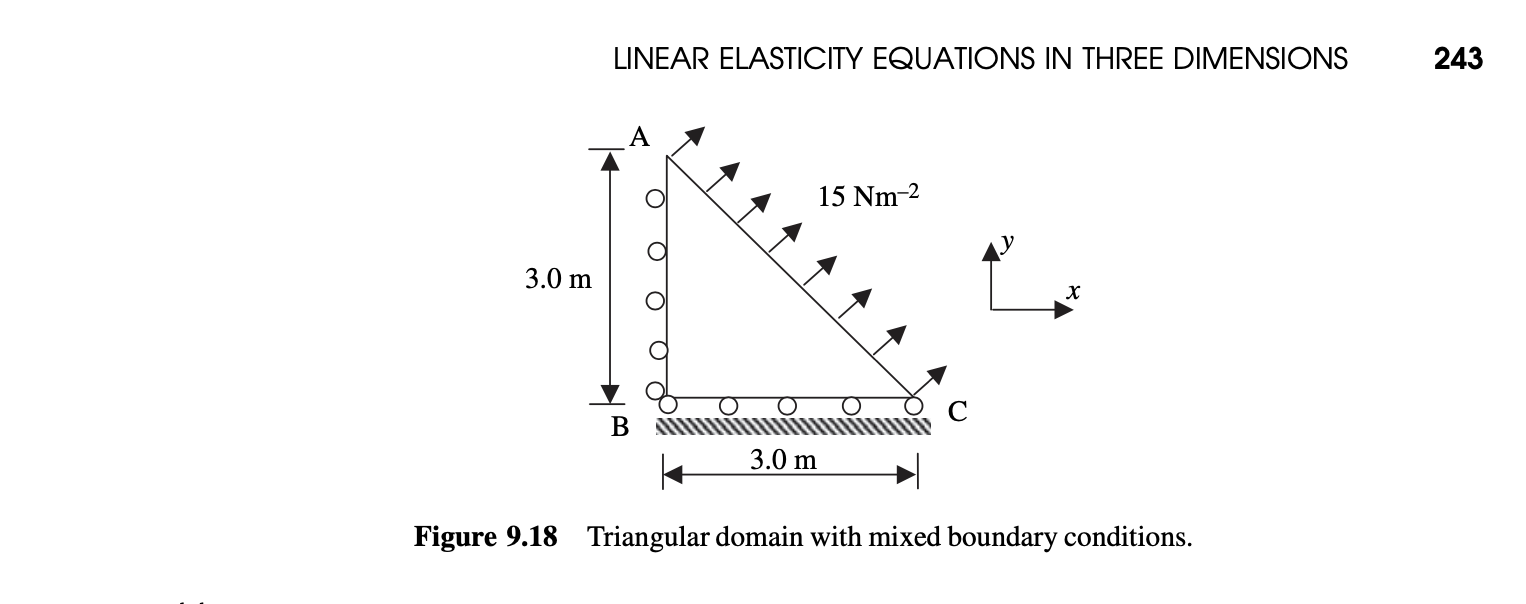 LINEAR ELASTICITY EQUATIONS IN THREE DIMENSIONS 243
A
15 Nm⁻²
y
3.0 m
x
C
B
3.0 m
Figure 9.18 Triangular domain with mixed boundary conditions.